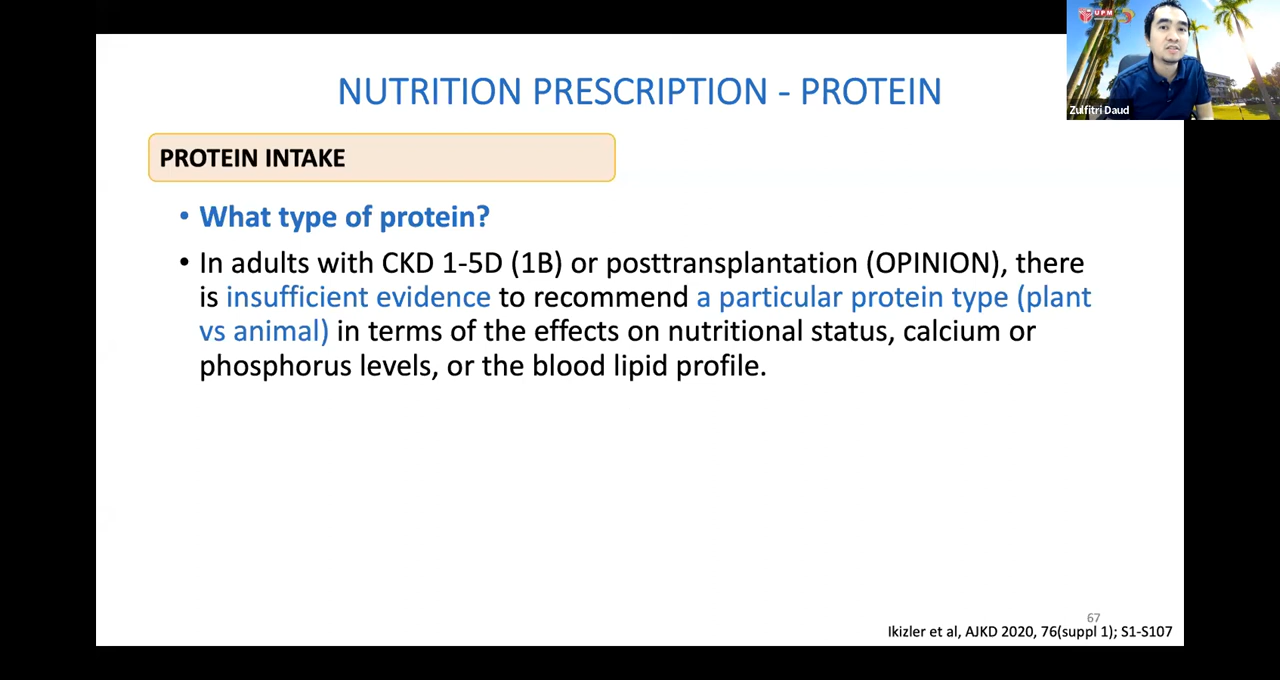 UPM
Zulfitri Daud
NUTRITION PRESCRIPTION - PROTEIN
PROTEIN INTAKE
• What type of protein?
• In adults with CKD 1-5D (1B) or posttransplantation (OPINION), there
is insufficient evidence to recommend a particular protein type (plant
vs animal) in terms of the effects on nutritional status, calcium or
phosphorus levels, or the blood lipid profile.
67
Ikizler et al, AJKD 2020, 76(suppl 1); S1-S107